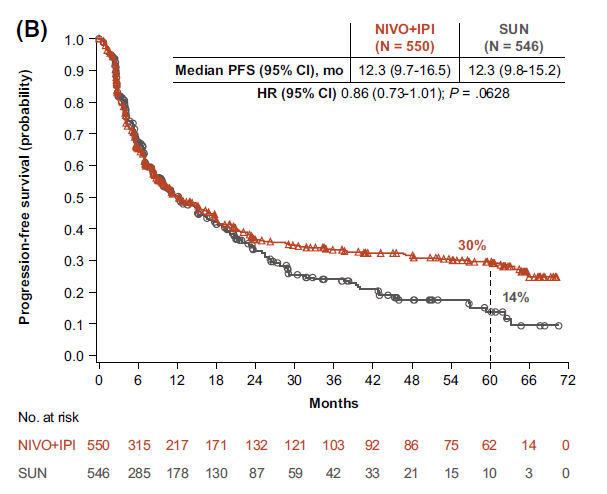 (B)
NIVO+IPI SUN
(N = 550) (N = 546)
Median PFS (95% CI), mo 12.3 (9.7-16.5) 12.3 (9.8-15.2)
HR (95% CI) 0.86 (0.73-1.01); P = .0628
Progression-free survival (probability)
1.0
0.9
0.8
0.7
0.6
0.5
0.4
0.3
0.2
0.1
0.0
30%
14%
0 6 12 18 24 30 36 42 48 54 60 66 72
Months
No. at risk
NIVO+IPI 550 315 217 171 132 121 103 92 86 75 62 14 0
SUN 546 285 178 130 87 59 42 33 21 15 10 3 0